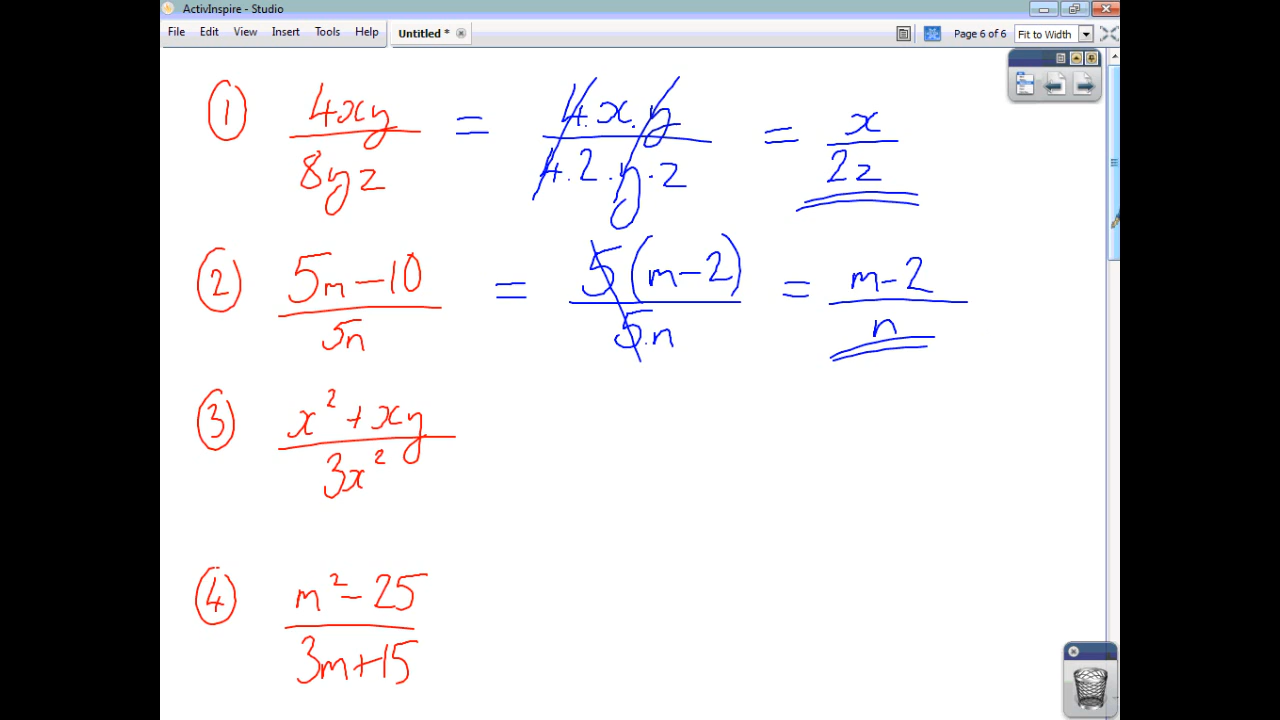 ActivInspire - Studio
File Edit View Insert Tools Help Untitled * Page 6 of 6 Fit to Width
① 4xy/8yz = 4.x.y/4.2.y.z = x/2z
② 5m-10/5n = 5(m-2)/5.n = m-2/n
③ x²+xy/3x²
④ m²-25/3m+15